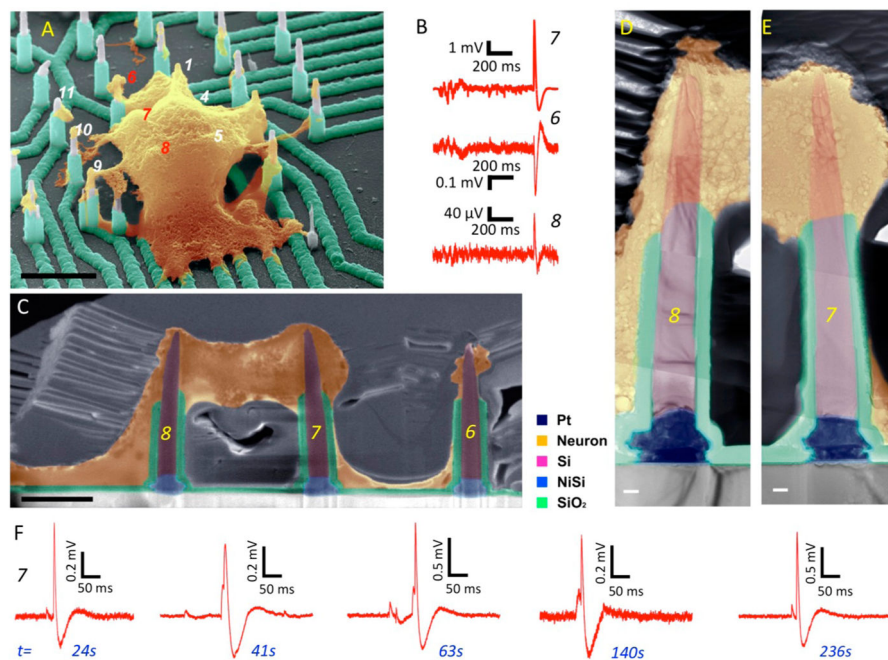 A
6
1
11
7
4
10
5
8
9
B
7
1 mV
200 ms
6
200 ms
0.1 mV
8
40 µV
200 ms
D
8
E
7
C
8
7
6
Pt
Neuron
Si
NiSi
SiO₂
F
7
0.2 mV
50 ms
0.2 mV
50 ms
0.5 mV
50 ms
0.2 mV
50 ms
0.5 mV
50 ms
t= 24s 41s 63s 140s 236s